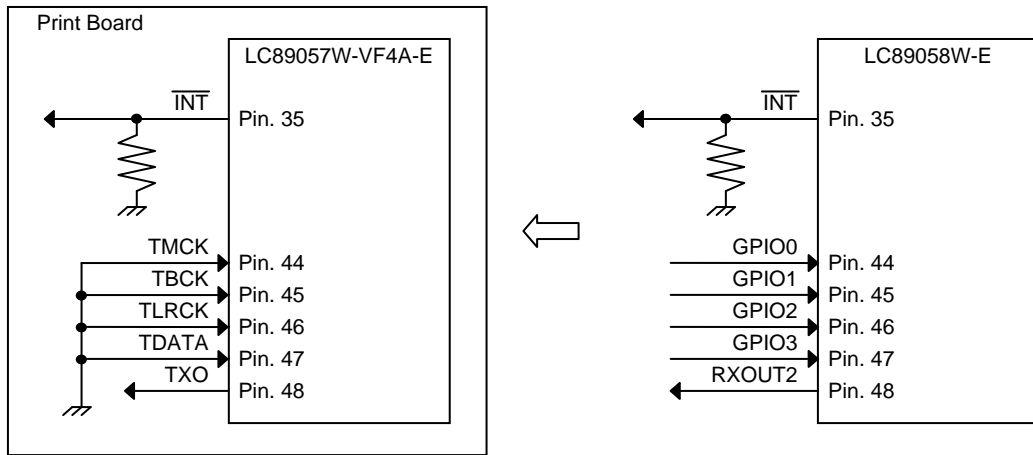 Print Board
LC89057W-VF4A-E
INT
Pin. 35
TMCK
Pin. 44
TBCK
Pin. 45
TLRCK
Pin. 46
TDATA
Pin. 47
TXO
Pin. 48
LC89058W-E
INT
Pin. 35
GPIO0
Pin. 44
GPIO1
Pin. 45
GPIO2
Pin. 46
GPIO3
Pin. 47
RXOUT2
Pin. 48